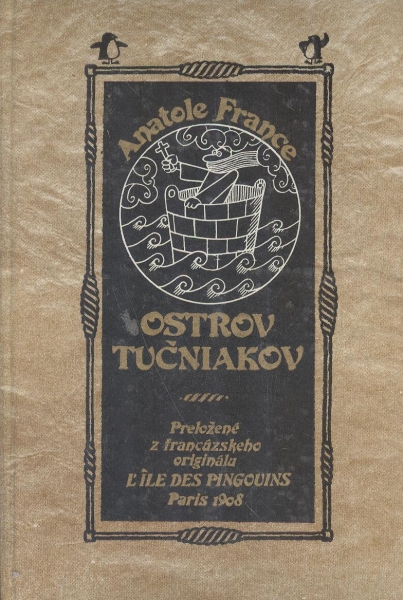 Anatole France
OSTROV
TUČNIAKOV
Preložené
z francúzskeho
originálu
L'ÎLE DES PINGOUINS
Paris 1908